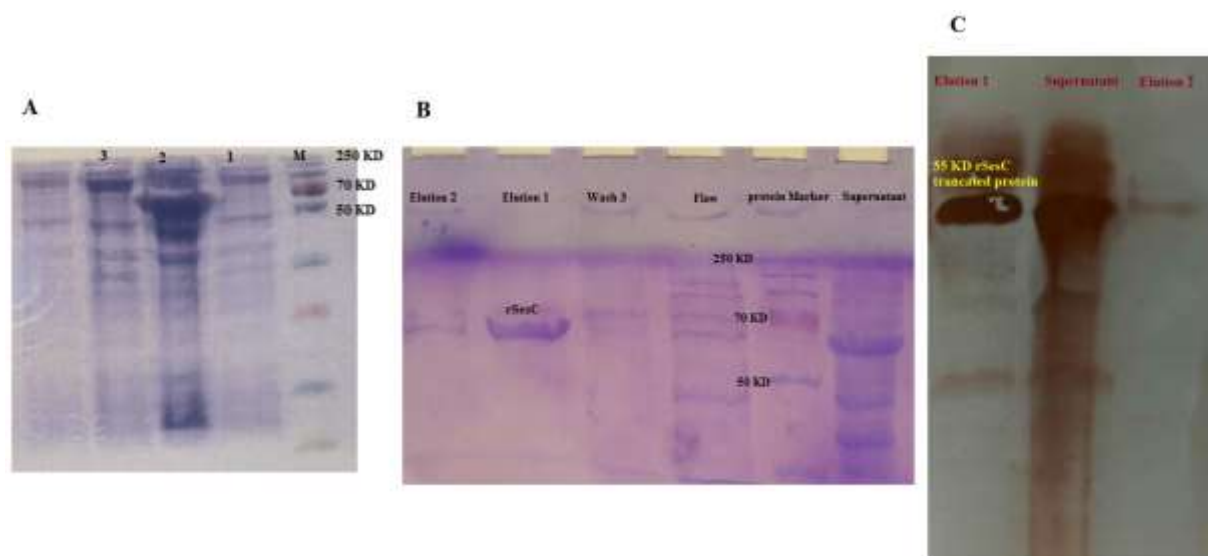 A
3 2 1 M 250 KD
70 KD
50 KD
B
Elution 2 Elution 1 Wash 3 Flow protein Marker Supernatant
250 KD
rSesC
70 KD
50 KD
C
Elution 1 Supernatant Elution 2
55 KD rSesC
truncated protein